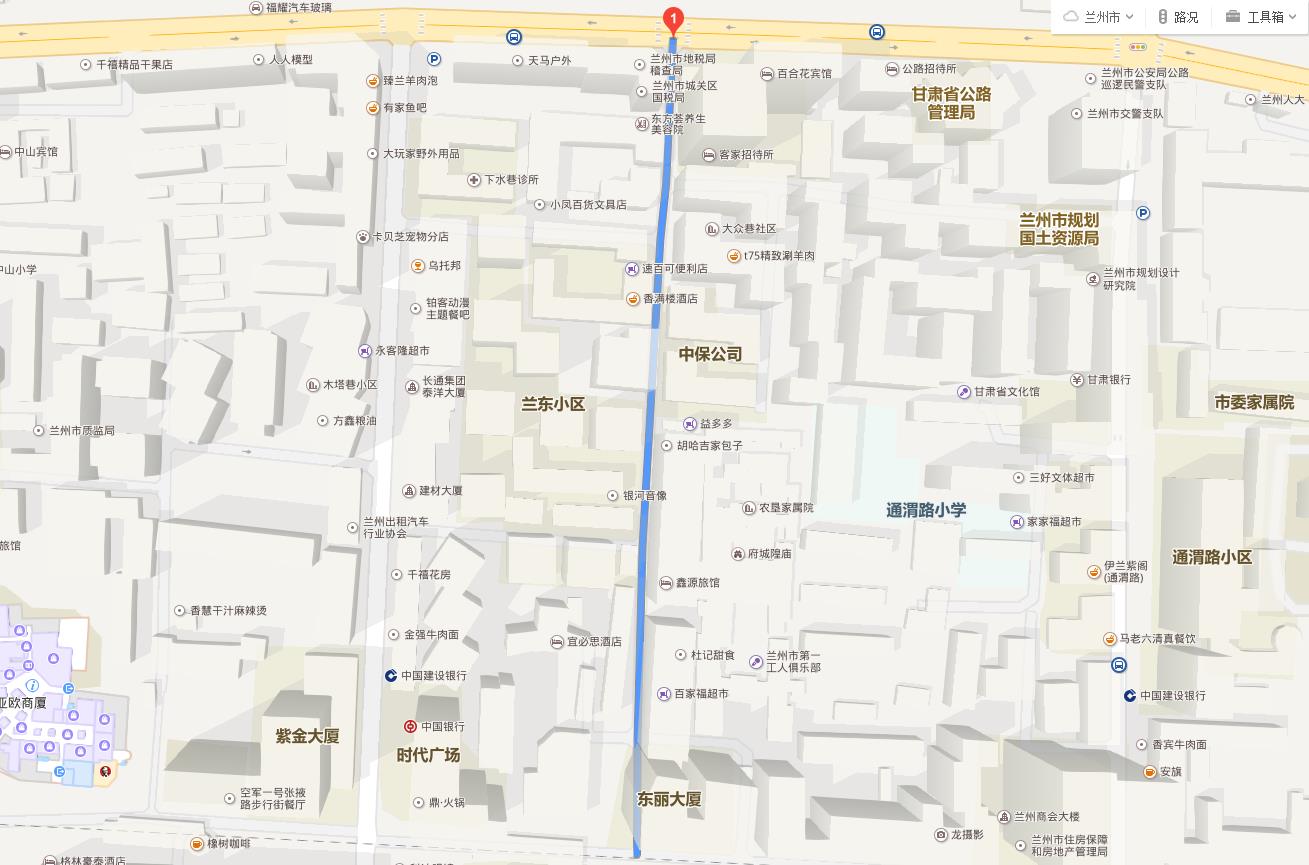 福耀汽车玻璃
1
兰州市
路况
工具箱
千禧精品干果店
人人模型
P
天马户外
兰州市地税局
稽查局
百合花宾馆
公路招待所
兰州市公安局公路
巡逻民警支队
臻兰羊肉泡
兰州市城关区
国税局
甘肃省公路
管理局
兰州人大
有家鱼吧
东方荟养生
美容院
兰州市交警支队
中山宾馆
大玩家野外用品
客家招待所
下水巷诊所
小凤百货文具店
P
兰州市规划
国土资源局
卡贝芝宠物分店
大众巷社区
中山小学
乌托邦
速百可便利店
t75精致涮羊肉
兰州市规划设计
研究院
铂客动漫
主题餐吧
香满楼酒店
永客隆超市
中保公司
木塔巷小区
长通集团
泰洋大厦
甘肃省文化馆
甘肃银行
兰东小区
市委家属院
方鑫粮油
兰州市质监局
益多多
胡哈吉家包子
三好文体超市
建材大厦
银河音像
农垦家属院
通渭路小学
家家福超市
兰州出租汽车
行业协会
旅馆
府城隍庙
通渭路小区
伊兰紫阁
(通渭路)
千禧花房
鑫源旅馆
香慧干汁麻辣烫
金强牛肉面
宜必思酒店
杜记甜食
兰州市第一
工人俱乐部
马老六清真餐饮
中国建设银行
百家福超市
中国建设银行
亚欧商厦
中国银行
紫金大厦
时代广场
香宾牛肉面
安旗
空军一号张掖
路步行街餐厅
鼎·火锅
东丽大厦
兰州商会大楼
橡树咖啡
龙摄影
兰州市住房保障
和房地产管理局
格林豪泰酒店